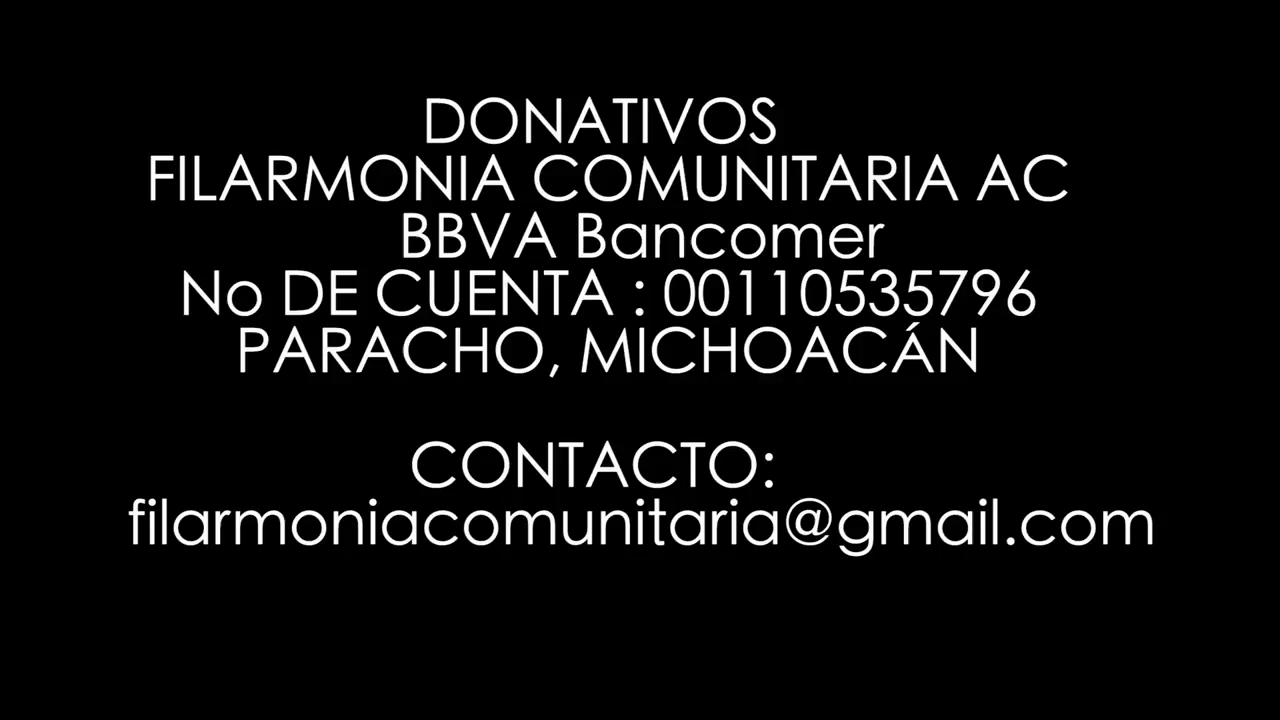 DONATIVOS
FILARMONIA COMUNITARIA AC
BBVA Bancomer
No DE CUENTA : 00110535796
PARACHO, MICHOACÁN
CONTACTO:
filarmoniacomunitaria@gmail.com